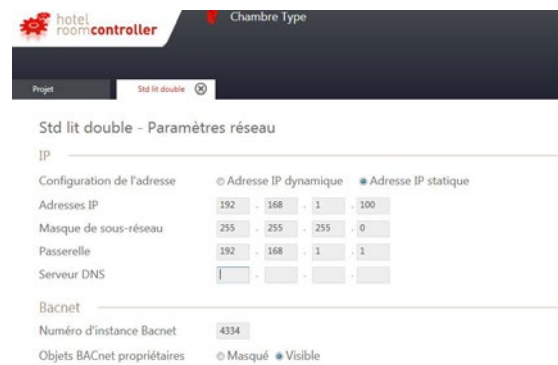 hotel
roomcontroller
Chambre Type
Projet
Std lit double
Std lit double - Paramètres réseau
IP
Configuration de l'adresse Adresse IP dynamique Adresse IP statique
Adresses IP 192 . 168 . 1 . 100
Masque de sous-réseau 255 . 255 . 255 . 0
Passerelle 192 . 168 . 1 . 1
Serveur DNS . . .
Bacnet
Numéro d'instance Bacnet 4334
Objets BACnet propriétaires Masqué Visible